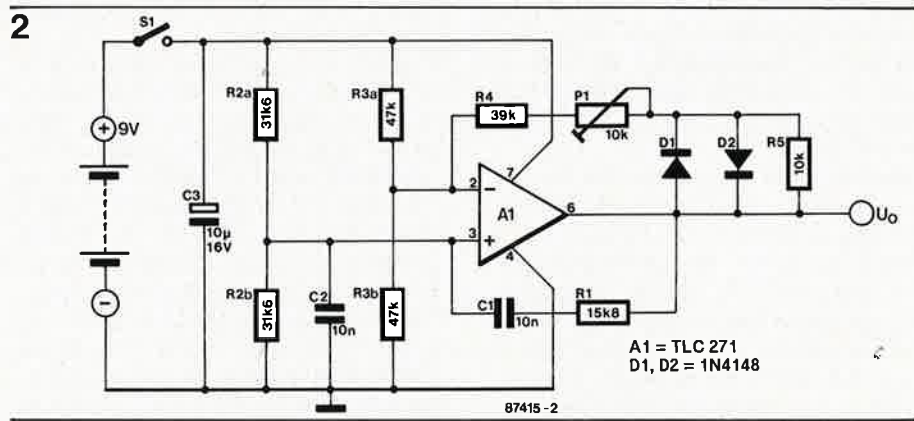 2
S1
9V
+
−
C3
10µ
16V
R2a
31k6
R2b
31k6
C2
10n
R3a
47k
R3b
47k
R4
39k
P1
10k
D1
D2
R5
10k
2
−
7
A1
6
3
+
4
C1
10n
R1
15k8
Uo
A1 = TLC 271
D1, D2 = 1N4148
87415 - 2